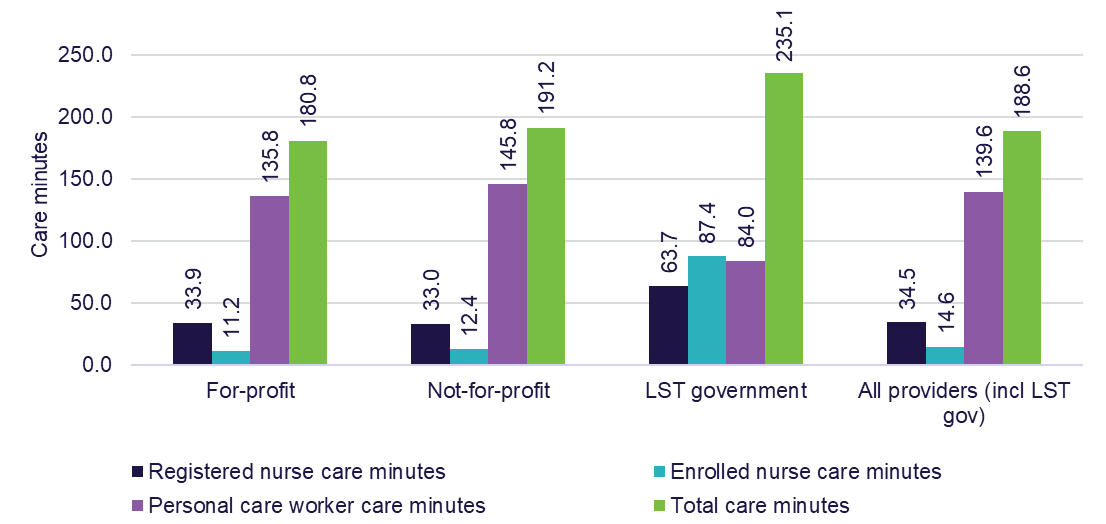 250.0
200.0
150.0
100.0
50.0
0.0
Care minutes
33.9
11.2
135.8
180.8
33.0
12.4
145.8
191.2
63.7
87.4
84.0
235.1
34.5
14.6
139.6
188.6
For-profit
Not-for-profit
LST government
All providers (incl LST
gov)
Registered nurse care minutes
Enrolled nurse care minutes
Personal care worker care minutes
Total care minutes